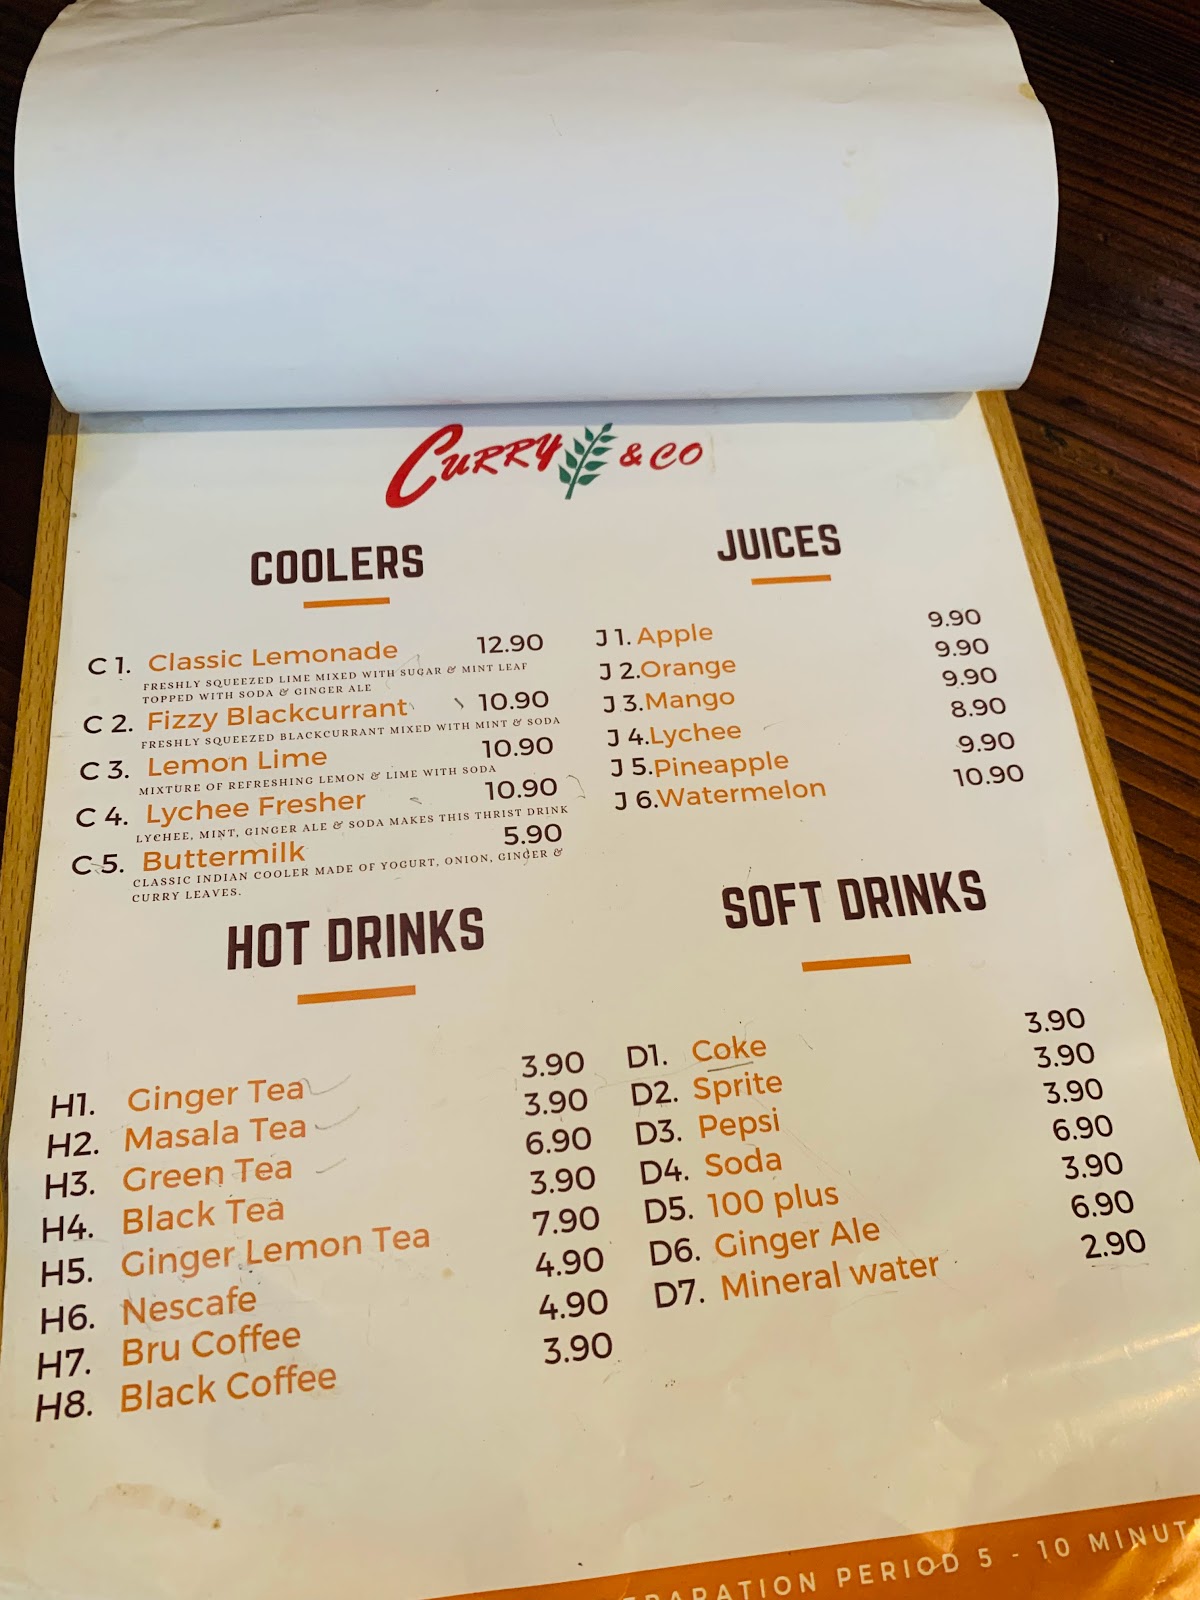 CURRY & CO
COOLERS
C 1. Classic Lemonade 12.90
FRESHLY SQUEEZED LIME MIXED WITH SUGAR & MINT LEAF
TOPPED WITH SODA & GINGER ALE
C 2. Fizzy Blackcurrant 10.90
FRESHLY SQUEEZED BLACKCURRANT MIXED WITH MINT & SODA
C 3. Lemon Lime 10.90
MIXTURE OF REFRESHING LEMON & LIME WITH SODA
C 4. Lychee Fresher 10.90
LYCHEE, MINT, GINGER ALE & SODA MAKES THIS THRIST DRINK
C 5. Buttermilk 5.90
CLASSIC INDIAN COOLER MADE OF YOGURT, ONION, GINGER &
CURRY LEAVES.
JUICES
J 1. Apple 9.90
J 2. Orange 9.90
J 3. Mango 9.90
J 4. Lychee 8.90
J 5. Pineapple 9.90
J 6. Watermelon 10.90
HOT DRINKS
H1. Ginger Tea 3.90
H2. Masala Tea 3.90
H3. Green Tea 6.90
H4. Black Tea 3.90
H5. Ginger Lemon Tea 7.90
H6. Nescafe 4.90
H7. Bru Coffee 4.90
H8. Black Coffee 3.90
SOFT DRINKS
D1. Coke 3.90
D2. Sprite 3.90
D3. Pepsi 3.90
D4. Soda 6.90
D5. 100 plus 3.90
D6. Ginger Ale 6.90
D7. Mineral water 2.90
PERIOD 5 - 10